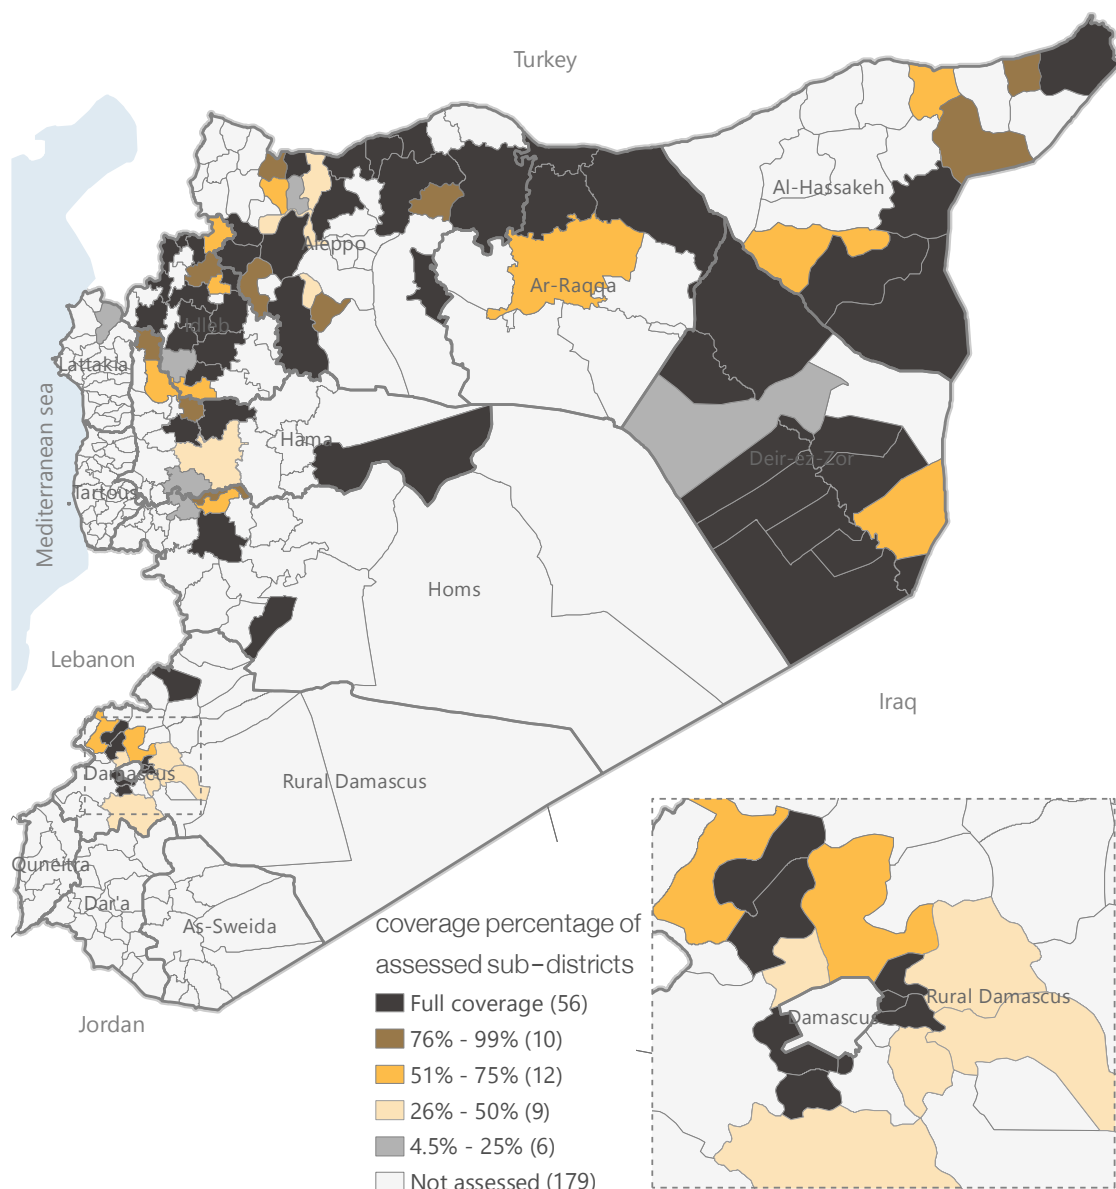 Turkey
Al-Hassakeh
Aleppo
Ar-Raqqa
Idleb
Lattakia
Mediterranean sea
Hama
Deir-ez-Zor
Tartous
Homs
Lebanon
Iraq
Damascus
Rural Damascus
Quneitra
Dar'a
As-Sweida
Jordan
coverage percentage of
assessed sub-districts
Full coverage (56)
76% - 99% (10)
51% - 75% (12)
26% - 50% (9)
4.5% - 25% (6)
Not assessed (179)
Rural Damascus
Damascus